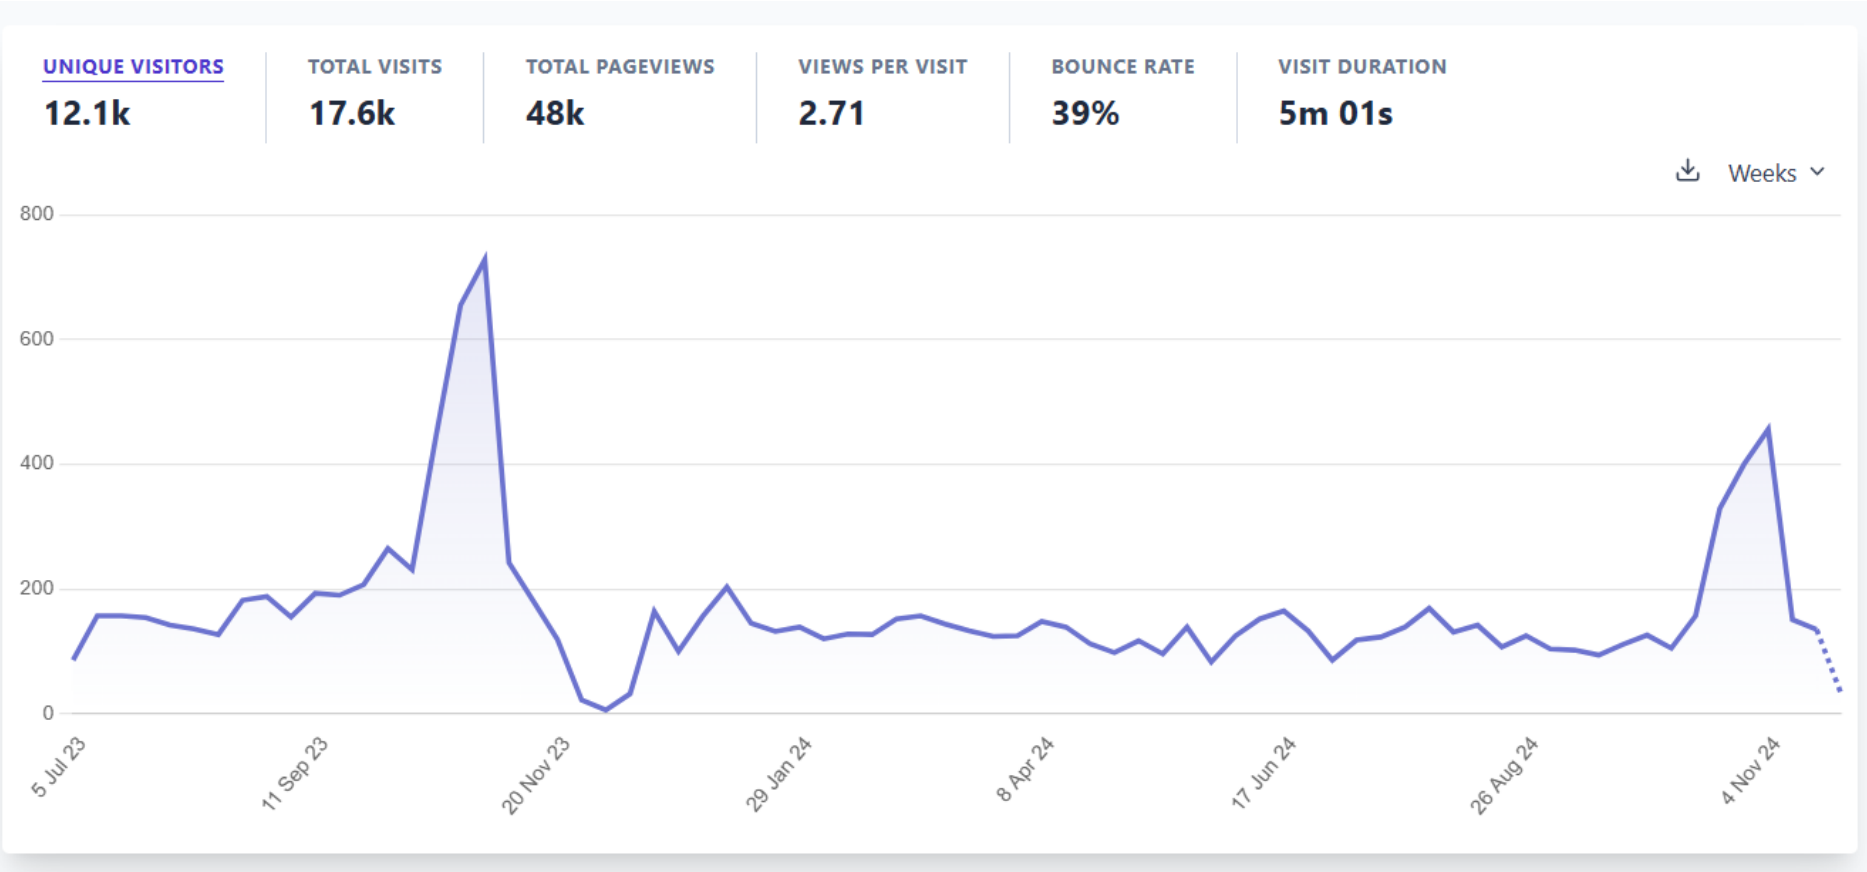 UNIQUE VISITORS
12.1k
TOTAL VISITS
17.6k
TOTAL PAGEVIEWS
48k
VIEWS PER VISIT
2.71
BOUNCE RATE
39%
VISIT DURATION
5m 01s
Weeks
800
600
400
200
0
5 Jul 23
11 Sep 23
20 Nov 23
29 Jan 24
8 Apr 24
17 Jun 24
26 Aug 24
4 Nov 24